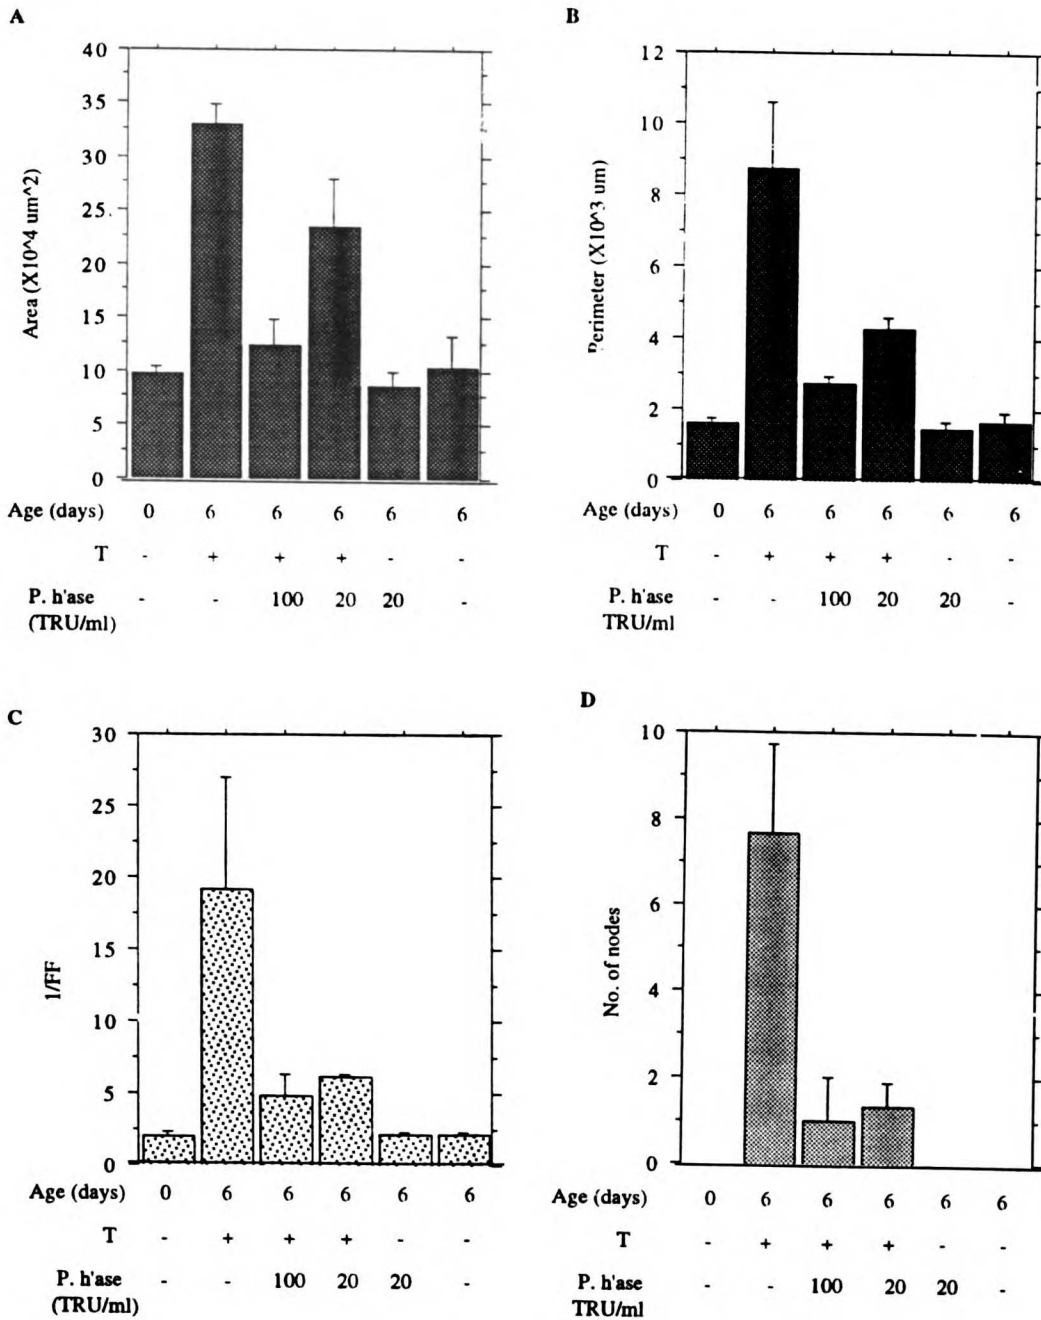 A
40
35
30
25
20
15
10
5
0
Area (X10^4 um^2)
Age (days) 0 6 6 6 6 6
T - + + + - -
P. h'ase - - 100 20 20 -
(TRU/ml)
B
12
10
8
6
4
2
0
Perimeter (X10^3 um)
Age (days) 0 6 6 6 6 6
T - + + + - -
P. h'ase - - 100 20 20 -
TRU/ml
C
30
25
20
15
10
5
0
1/FF
Age (days) 0 6 6 6 6 6
T - + + + - -
P. h'ase - - 100 20 20 -
(TRU/ml)
D
10
8
6
4
2
0
No. of nodes
Age (days) 0 6 6 6 6 6
T - + + + - -
P. h'ase - - 100 20 20 -
TRU/ml